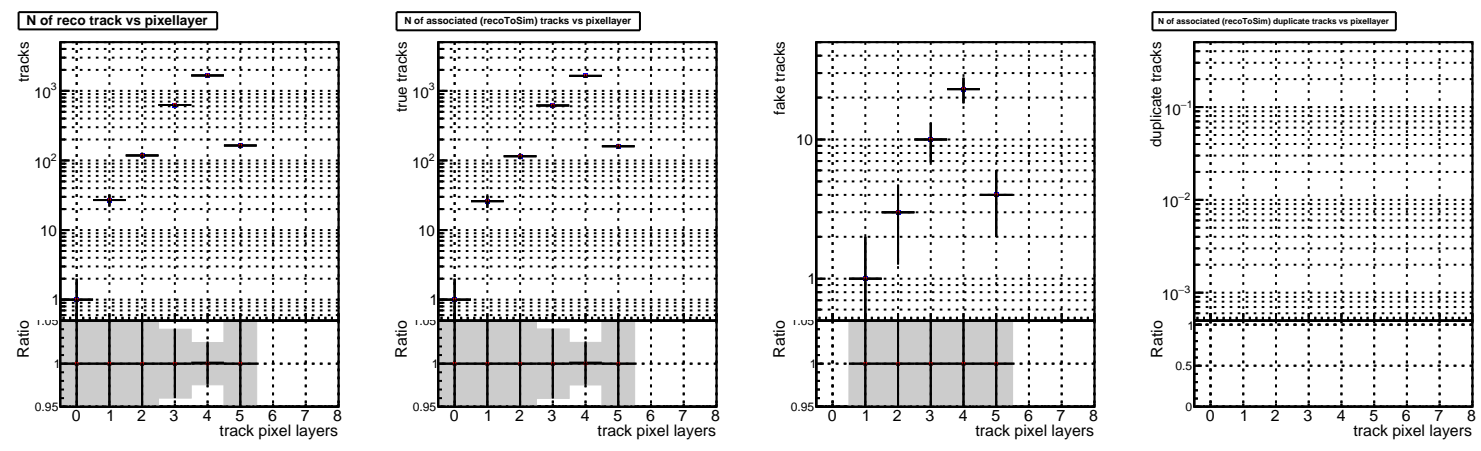 N of reco track vs pixellayer
tracks
10³
10²
10
1
Ratio
1.05
1
0.95
0 1 2 3 4 5 6 7 8
track pixel layers
N of associated (recoToSim) tracks vs pixellayer
true tracks
10³
10²
10
1
Ratio
1.05
1
0.95
0 1 2 3 4 5 6 7 8
track pixel layers
fake tracks
10
1
Ratio
1.05
1
0.95
0 1 2 3 4 5 6 7 8
track pixel layers
N of associated (recoToSim) duplicate tracks vs pixellayer
duplicate tracks
10⁻¹
10⁻²
10⁻³
Ratio
1
0.5
0
0 1 2 3 4 5 6 7 8
track pixel layers